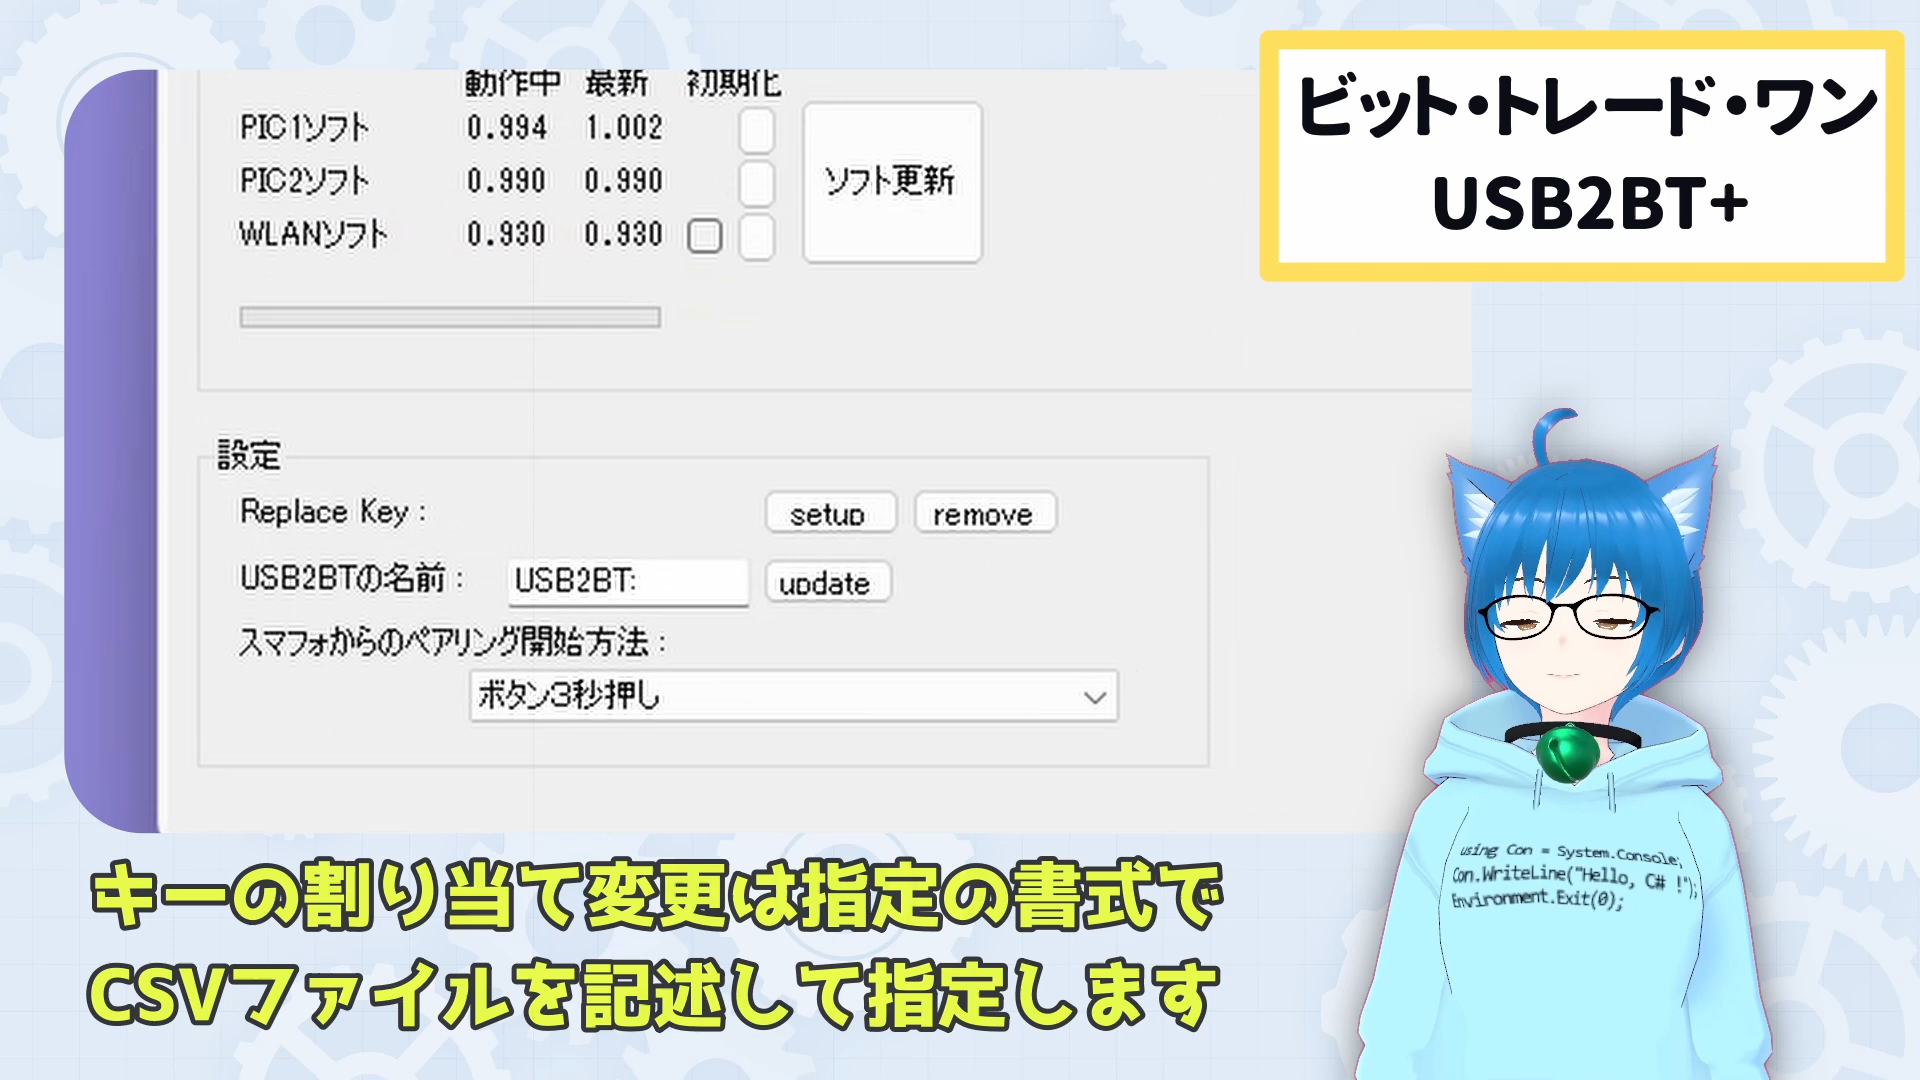 ビット・トレード・ワン
USB2BT+
動作中 最新 初期化
PIC1ソフト 0.994 1.002
PIC2ソフト 0.990 0.990
WLANソフト 0.930 0.930
ソフト更新
設定
Replace Key : setup remove
USB2BTの名前 : USB2BT: update
スマフォからのペアリング開始方法 :
ボタン3秒押し
using Con = System.Console;
Con.WriteLine("Hello, C# !");
Environment.Exit(0);
キーの割り当て変更は指定の書式で
CSVファイルを記述して指定します